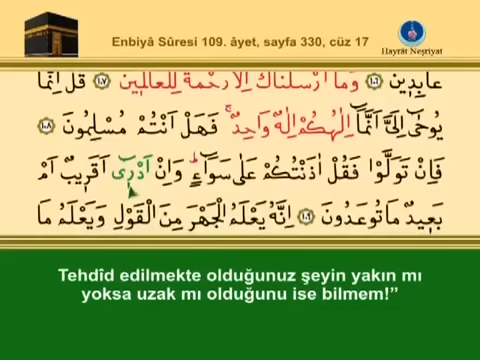 Enbiyâ Sûresi 109. âyet, sayfa 330, cüz 17
Hayrât Neşriyat
عَابِدِينَ ﴿١٠٦﴾ وَمَا اَرْسَلْنَاكَ اِلَّا رَحْمَةً لِلْعَالَمِينَ ﴿١٠٧﴾ قُلْ اِنَّمَا
يُوحٰٓى اِلَيَّ اَنَّمَٓا اِلٰهُكُمْ اِلٰهٌ وَاحِدٌۚ فَهَلْ اَنْتُمْ مُسْلِمُونَ ﴿١٠٨﴾
فَاِنْ تَوَلَّوْا فَقُلْ اٰذَنْتُكُمْ عَلٰى سَوَٓاءٍۜ وَاِنْ اَدْرٖٓى اَقَرِيبٌ اَمْ
بَعِيدٌ مَا تُوعَدُونَ ﴿١٠٩﴾ اِنَّهُ يَعْلَمُ الْجَهْرَ مِنَ الْقَوْلِ وَيَعْلَمُ مَا
Tehdîd edilmekte olduğunuz şeyin yakın mı
yoksa uzak mı olduğunu ise bilmem!”